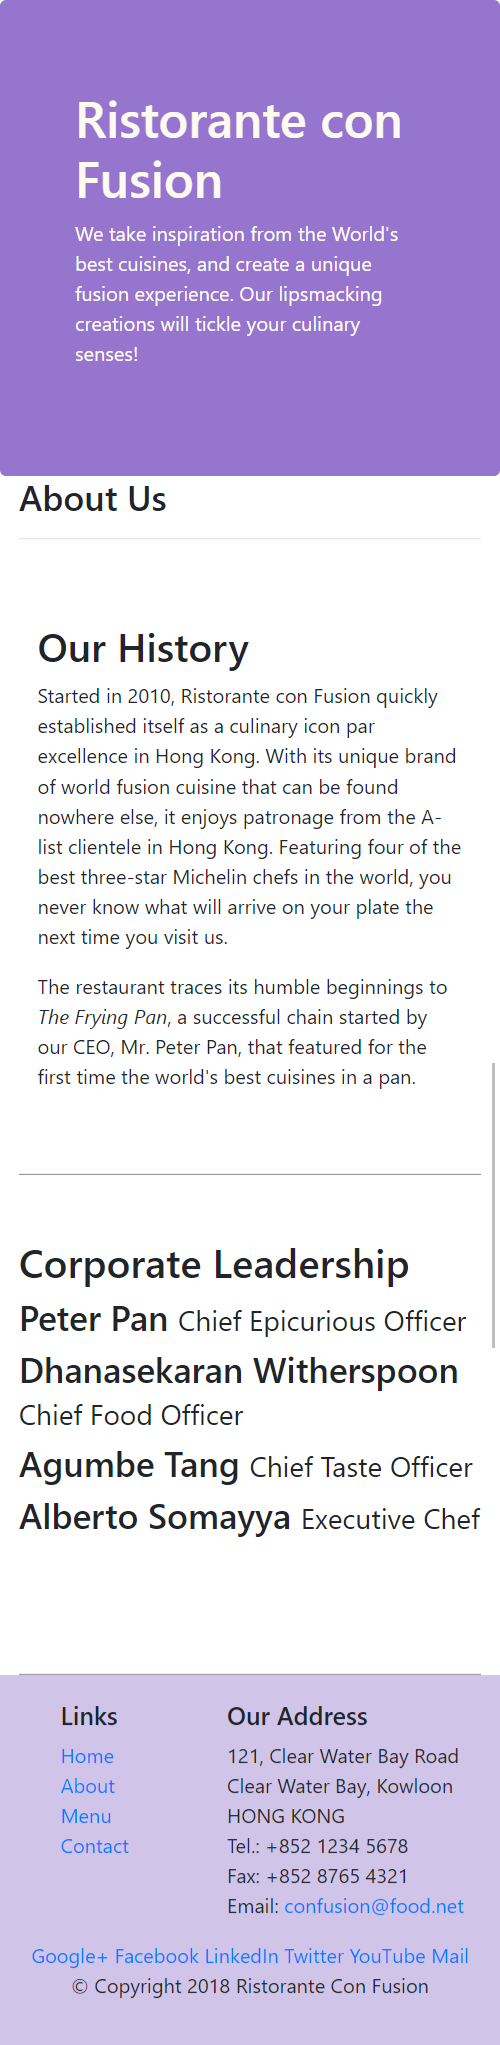 Ristorante con
Fusion
We take inspiration from the World's
best cuisines, and create a unique
fusion experience. Our lipsmacking
creations will tickle your culinary
senses!
About Us
Our History
Started in 2010, Ristorante con Fusion quickly
established itself as a culinary icon par
excellence in Hong Kong. With its unique brand
of world fusion cuisine that can be found
nowhere else, it enjoys patronage from the A-
list clientele in Hong Kong. Featuring four of the
best three-star Michelin chefs in the world, you
never know what will arrive on your plate the
next time you visit us.
The restaurant traces its humble beginnings to
The Frying Pan, a successful chain started by
our CEO, Mr. Peter Pan, that featured for the
first time the world's best cuisines in a pan.
Corporate Leadership
Peter Pan Chief Epicurious Officer
Dhanasekaran Witherspoon
Chief Food Officer
Agumbe Tang Chief Taste Officer
Alberto Somayya Executive Chef
Links
Home
About
Menu
Contact
Our Address
121, Clear Water Bay Road
Clear Water Bay, Kowloon
HONG KONG
Tel.: +852 1234 5678
Fax: +852 8765 4321
Email: confusion@food.net
Google+ Facebook LinkedIn Twitter YouTube Mail
© Copyright 2018 Ristorante Con Fusion